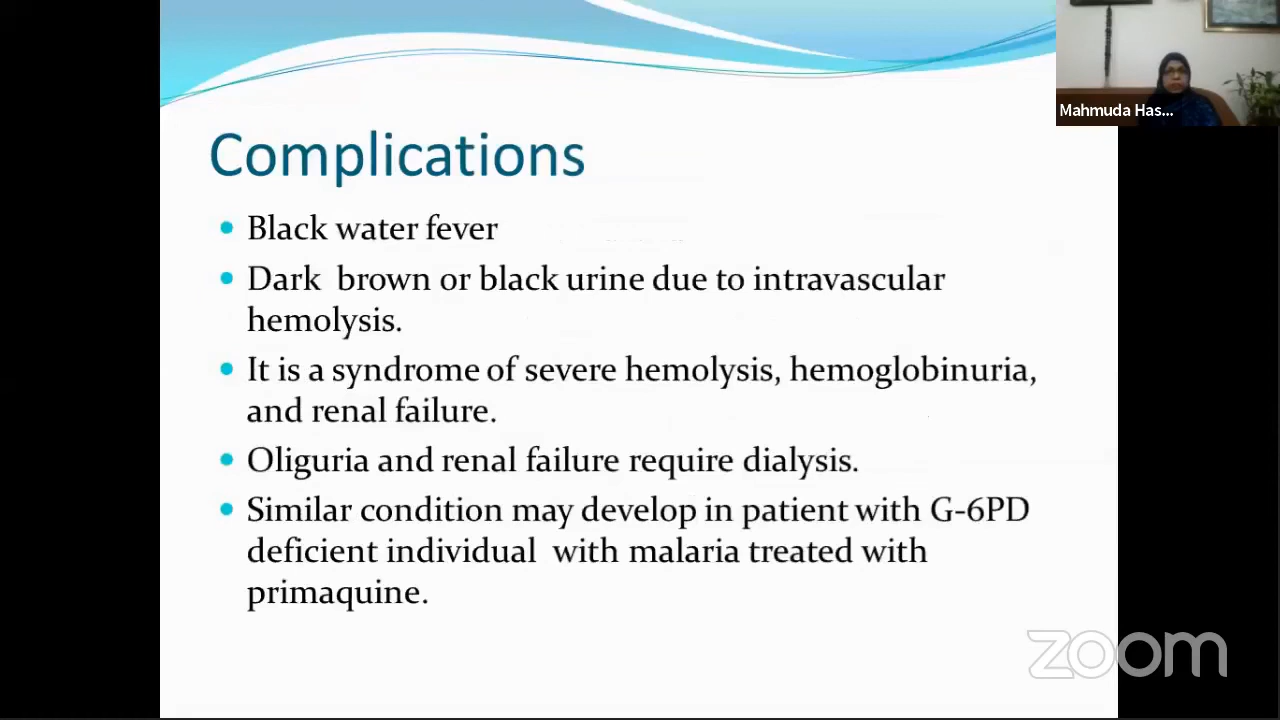 Mahmuda Has...
Complications
Black water fever
Dark brown or black urine due to intravascular
hemolysis.
It is a syndrome of severe hemolysis, hemoglobinuria,
and renal failure.
Oliguria and renal failure require dialysis.
Similar condition may develop in patient with G-6PD
deficient individual with malaria treated with
primaquine.
zoom